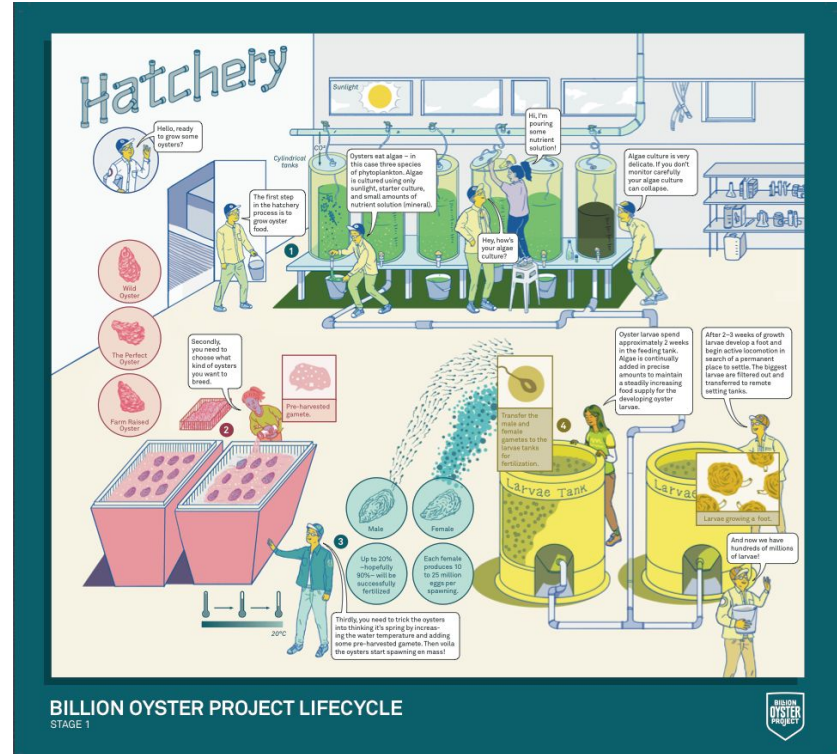 Hatchery
Hello, ready
to grow some
oysters?
Sunlight
Cylindrical
tanks
CO²
The first step
in the hatchery
process is to
grow oyster
food.
1
Oysters eat algae – in
this case three species
of phytoplankton. Algae
is cultured using only
sunlight, starter culture,
and small amounts of
nutrient solution (mineral).
Hi, I'm
pouring
some
nutrient
solution!
Hey, how's
your algae
culture?
Algae culture is very
delicate. If you don't
monitor carefully
your algae culture
can collapse.
Wild
Oyster
The Perfect
Oyster
Farm Raised
Oyster
Secondly,
you need to
choose what
kind of oysters
you want to
breed.
2
Pre-harvested
gamete.
3
Thirdly, you need to trick the oysters
into thinking it's spring by increas-
ing the water temperature and adding
some pre-harvested gamete. Then voila
the oysters start spawning en mass!
20°C
Male
Female
Up to 20%
–hopefully
90%– will be
successfully
fertilized
Each female
produces 10
to 25 million
eggs per
spawning.
Transfer the
male and
female
gametes to the
larvae tanks
for
fertilization.
4
Oyster larvae spend
approximately 2 weeks
in the feeding tank.
Algae is continually
added in precise
amounts to maintain
a steadily increasing
food supply for the
developing oyster
larvae.
After 2–3 weeks of growth
larvae develop a foot and
begin active locomotion in
search of a permanent
place to settle. The biggest
larvae are filtered out and
transferred to remote
setting tanks.
Larvae Tank
Larvae
Larvae growing a foot.
And now we have
hundreds of millions
of larvae!
BILLION OYSTER PROJECT LIFECYCLE
STAGE 1
BILLION
OYSTER
PROJECT